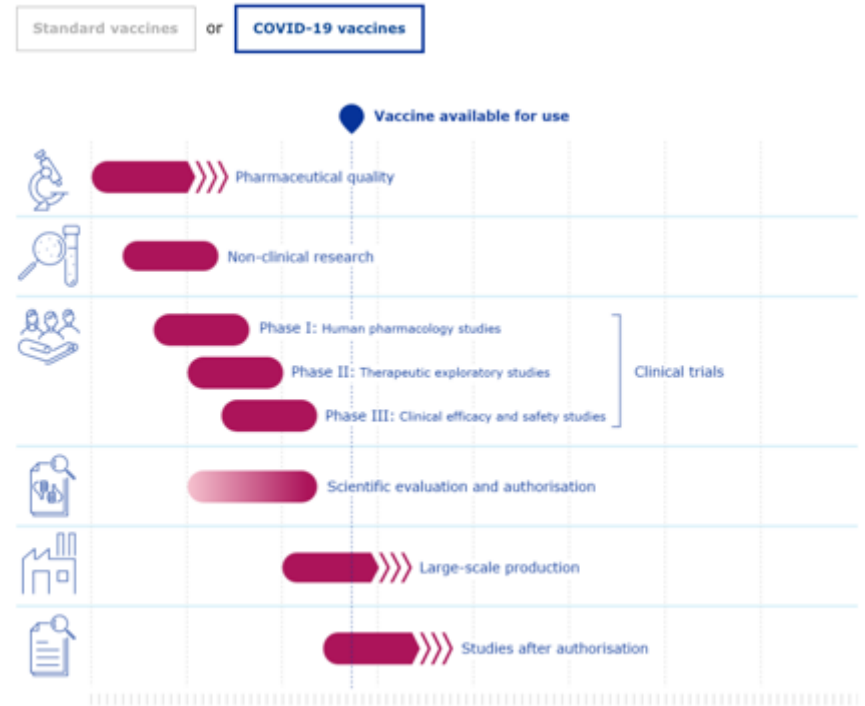 Standard vaccines or COVID-19 vaccines
Vaccine available for use
Pharmaceutical quality
Non-clinical research
Phase I: Human pharmacology studies
Phase II: Therapeutic exploratory studies
Clinical trials
Phase III: Clinical efficacy and safety studies
Scientific evaluation and authorisation
Large-scale production
Studies after authorisation